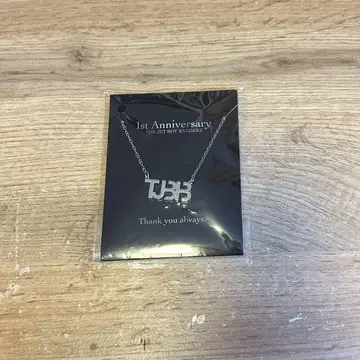 1st Anniversary
THE JET BOY BANGERZ
TJBB
Thank you always.